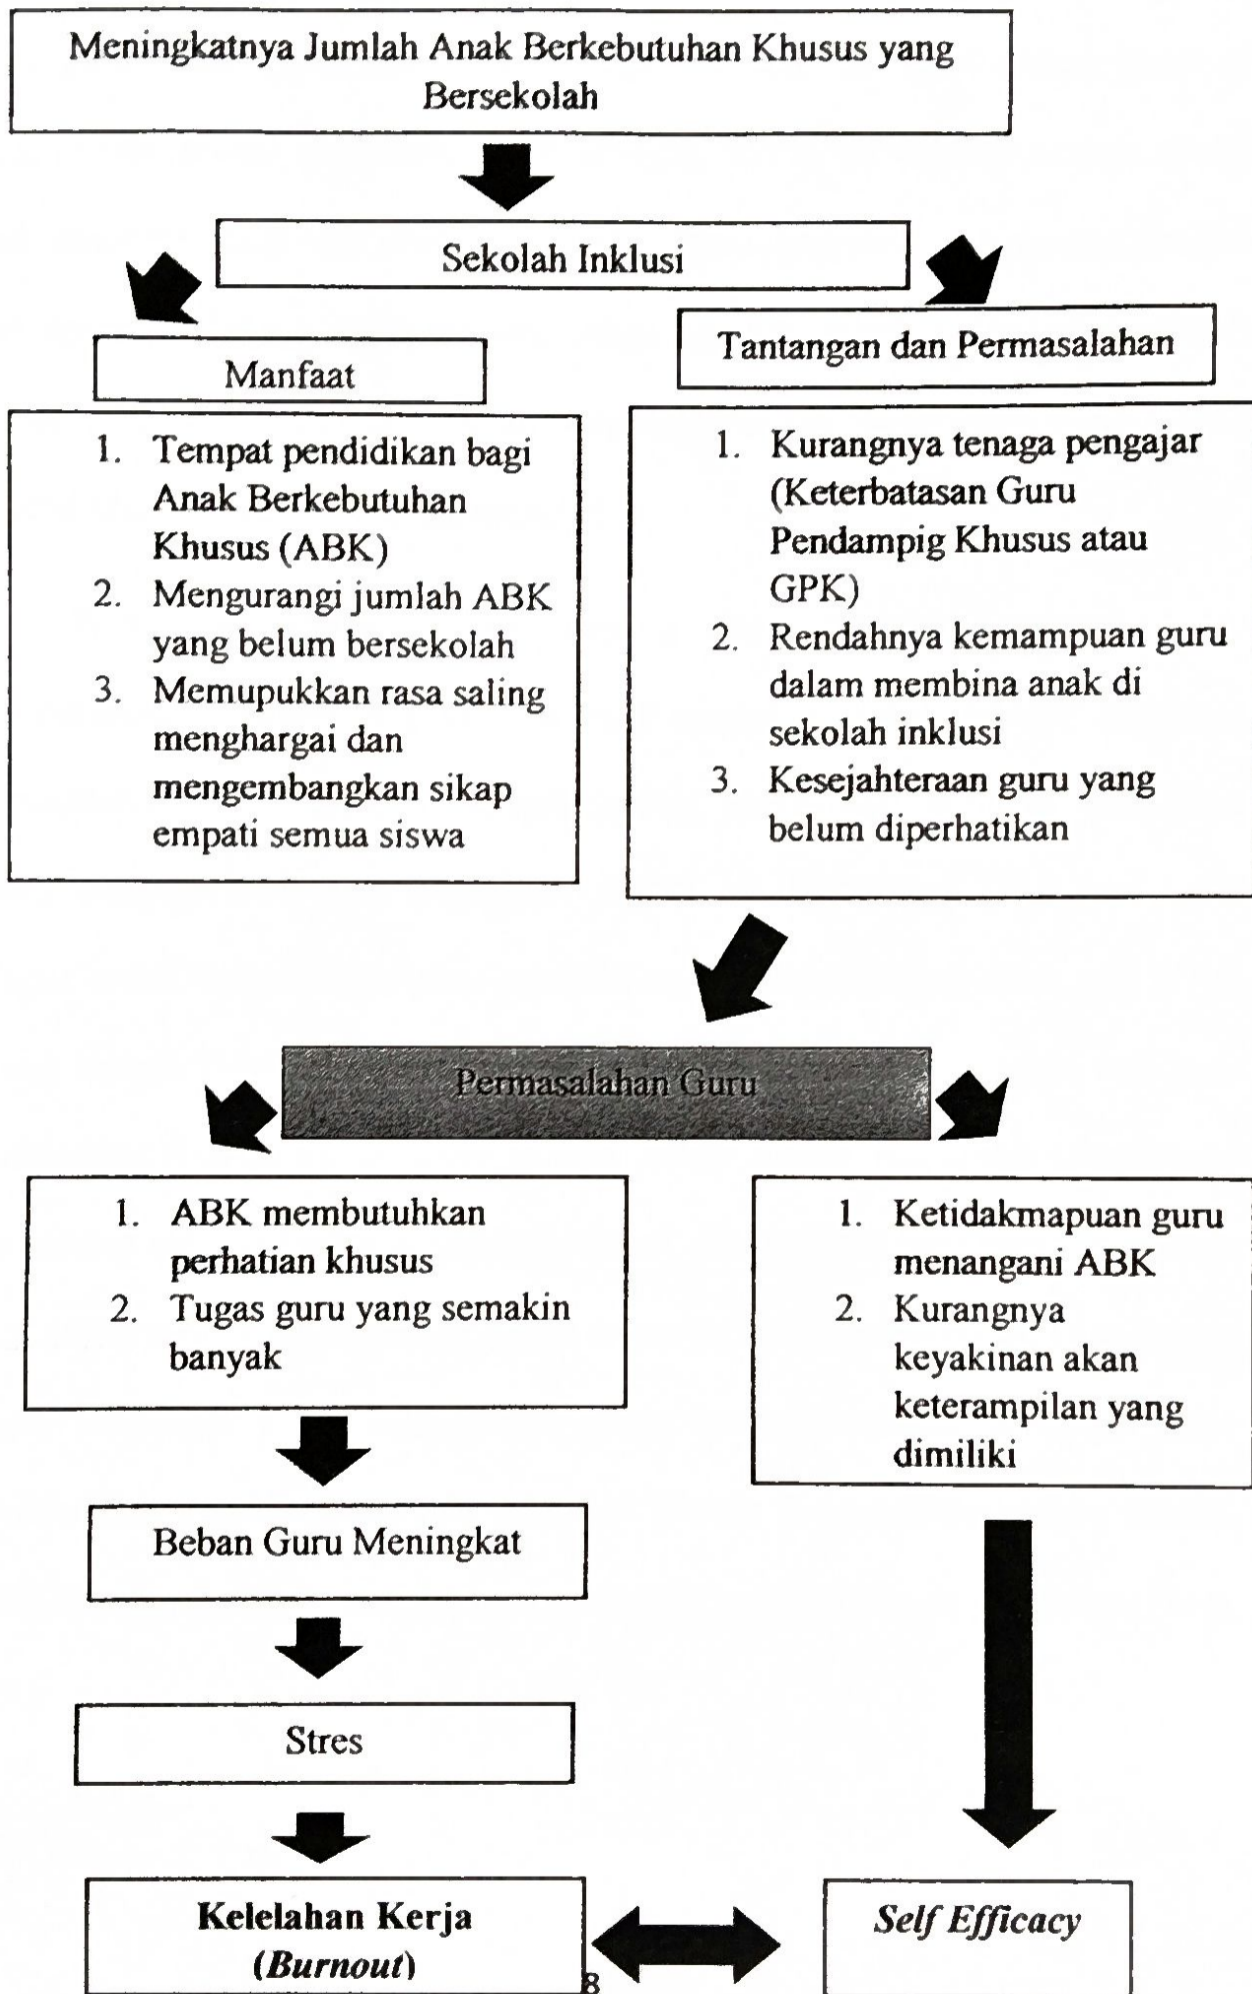 Meningkatnya Jumlah Anak Berkebutuhan Khusus yang
Bersekolah
Sekolah Inklusi
Manfaat
Tantangan dan Permasalahan
1. Tempat pendidikan bagi
Anak Berkebutuhan
Khusus (ABK)
2. Mengurangi jumlah ABK
yang belum bersekolah
3. Memupukkan rasa saling
menghargai dan
mengembangkan sikap
empati semua siswa
1. Kurangnya tenaga pengajar
(Keterbatasan Guru
Pendampig Khusus atau
GPK)
2. Rendahnya kemampuan guru
dalam membina anak di
sekolah inklusi
3. Kesejahteraan guru yang
belum diperhatikan
Permasalahan Guru
1. ABK membutuhkan
perhatian khusus
2. Tugas guru yang semakin
banyak
1. Ketidakmapuan guru
menangani ABK
2. Kurangnya
keyakinan akan
keterampilan yang
dimiliki
Beban Guru Meningkat
Stres
Kelelahan Kerja
(Burnout)
Self Efficacy
8